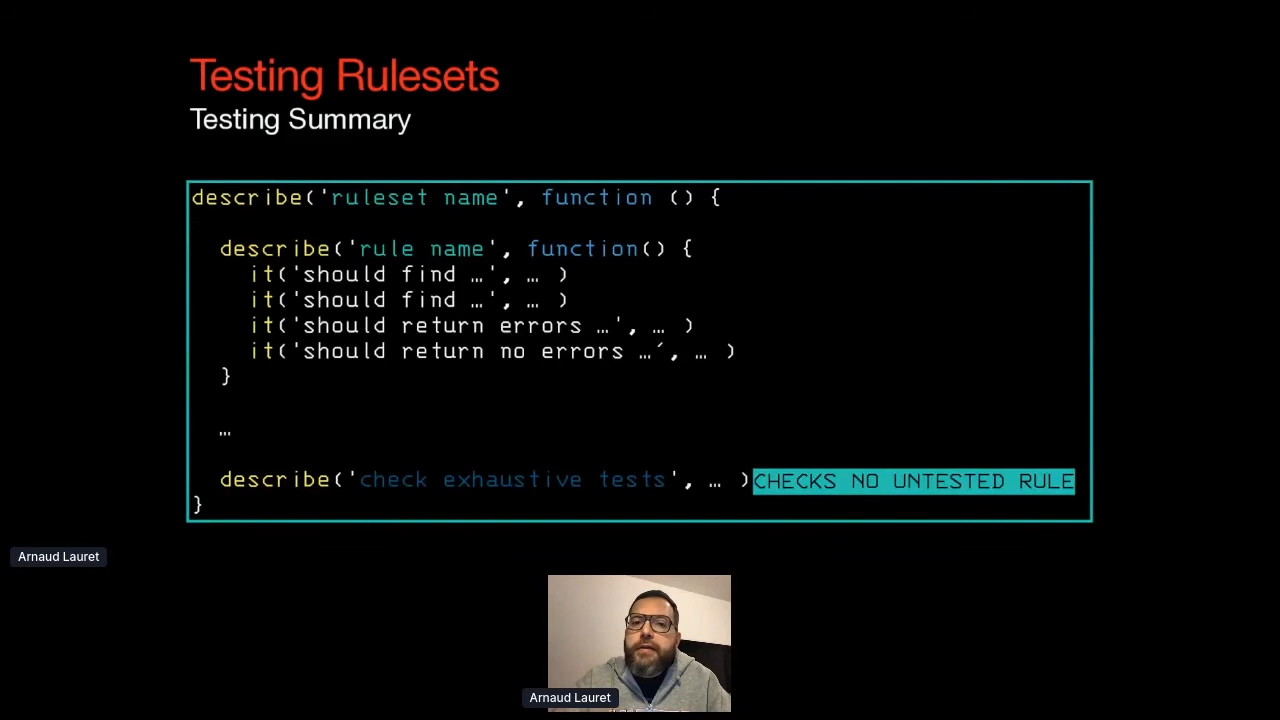 Testing Rulesets
Testing Summary
describe('ruleset name', function () {
describe('rule name', function() {
it('should find …', … )
it('should find …', … )
it('should return errors …', … )
it('should return no errors …´, … )
}
…
describe('check exhaustive tests', … )CHECKS NO UNTESTED RULE
}
Arnaud Lauret
Arnaud Lauret